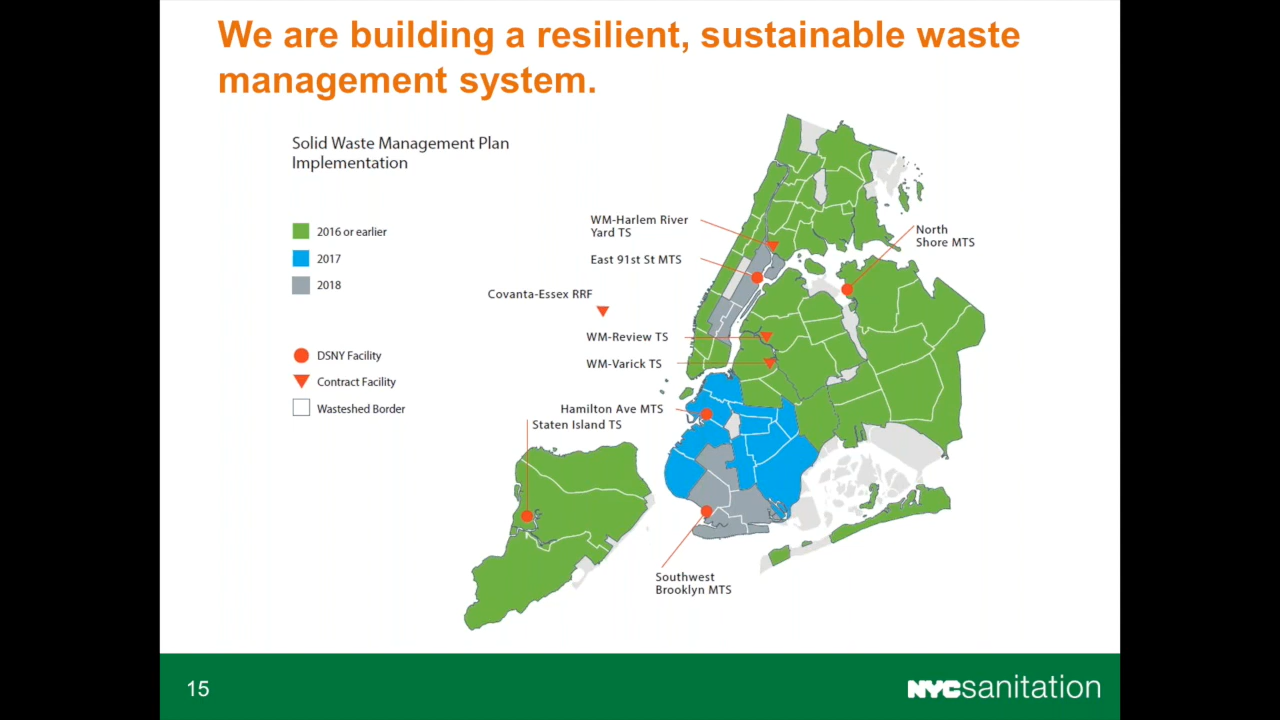 We are building a resilient, sustainable waste
management system.
Solid Waste Management Plan
Implementation
2016 or earlier
2017
2018
DSNY Facility
Contract Facility
Wasteshed Border
WM-Harlem River
Yard TS
East 91st St MTS
Covanta-Essex RRF
WM-Review TS
WM-Varick TS
Hamilton Ave MTS
Staten Island TS
North
Shore MTS
Southwest
Brooklyn MTS
15
NYCsanitation